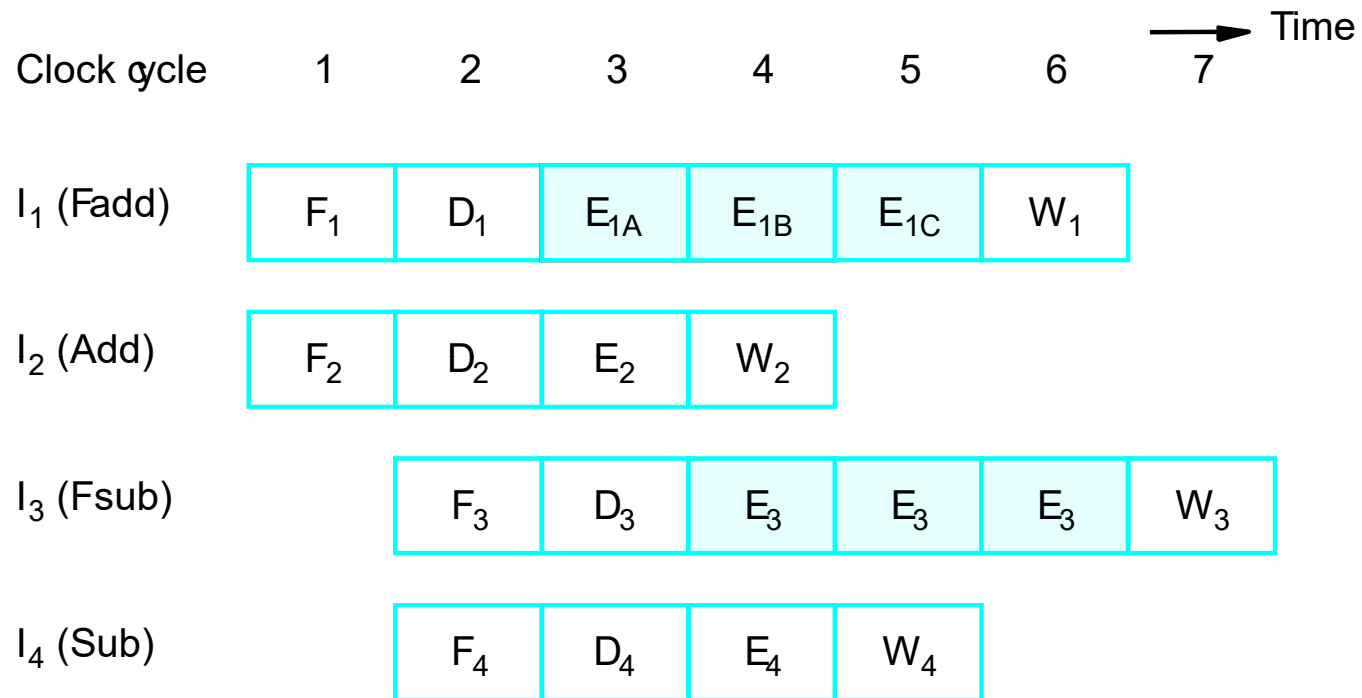 Time
Clock cycle 1 2 3 4 5 6 7
I1 (Fadd) F1 D1 E1A E1B E1C W1
I2 (Add) F2 D2 E2 W2
I3 (Fsub) F3 D3 E3 E3 E3 W3
I4 (Sub) F4 D4 E4 W4